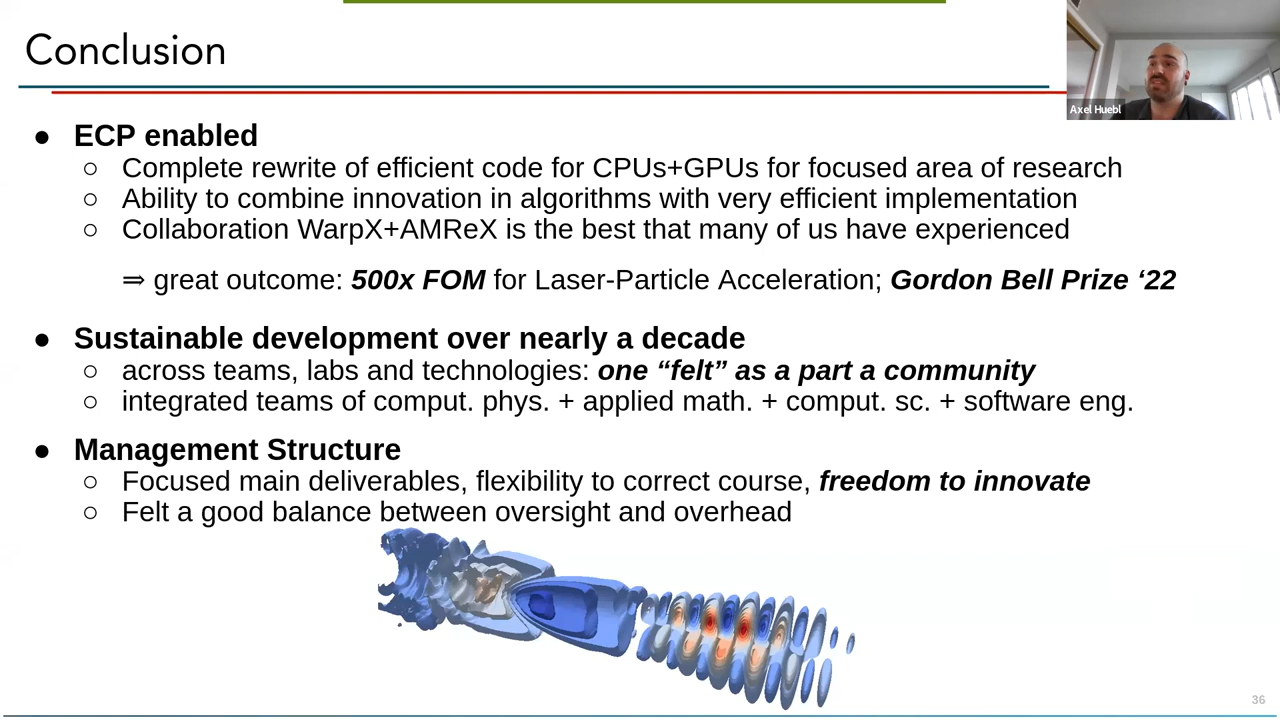 Conclusion
Axel Huebl
● ECP enabled
○ Complete rewrite of efficient code for CPUs+GPUs for focused area of research
○ Ability to combine innovation in algorithms with very efficient implementation
○ Collaboration WarpX+AMReX is the best that many of us have experienced
⇒ great outcome: 500x FOM for Laser-Particle Acceleration; Gordon Bell Prize ‘22
● Sustainable development over nearly a decade
○ across teams, labs and technologies: one “felt” as a part a community
○ integrated teams of comput. phys. + applied math. + comput. sc. + software eng.
● Management Structure
○ Focused main deliverables, flexibility to correct course, freedom to innovate
○ Felt a good balance between oversight and overhead
36